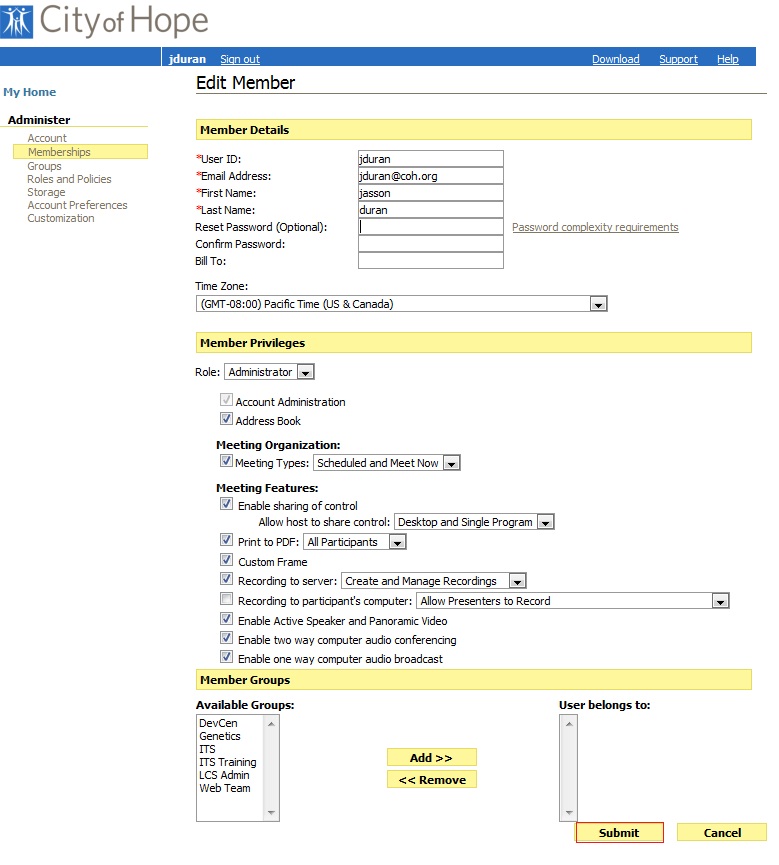 City of Hope
jduran Sign out Download Support Help
My Home
Edit Member
Administer
Account
Memberships
Groups
Roles and Policies
Storage
Account Preferences
Customization
Member Details
*User ID: jduran
*Email Address: jduran@coh.org
*First Name: jasson
*Last Name: duran
Reset Password (Optional): Password complexity requirements
Confirm Password:
Bill To:
Time Zone:
(GMT-08:00) Pacific Time (US & Canada)
Member Privileges
Role: Administrator
Account Administration
Address Book
Meeting Organization:
Meeting Types: Scheduled and Meet Now
Meeting Features:
Enable sharing of control
Allow host to share control: Desktop and Single Program
Print to PDF: All Participants
Custom Frame
Recording to server: Create and Manage Recordings
Recording to participant's computer: Allow Presenters to Record
Enable Active Speaker and Panoramic Video
Enable two way computer audio conferencing
Enable one way computer audio broadcast
Member Groups
Available Groups: User belongs to:
DevCen
Genetics
ITS
ITS Training
LCS Admin
Web Team
Add >>
<< Remove
Submit Cancel